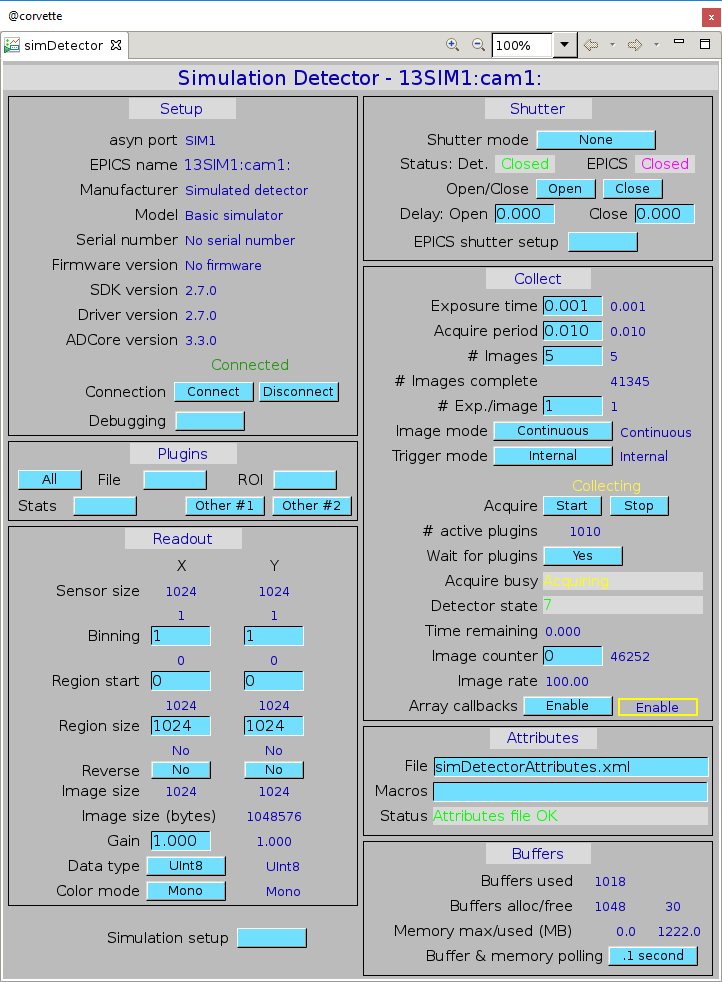 @corvette
simDetector
100%
Simulation Detector - 13SIM1:cam1:
Setup
asyn port SIM1
EPICS name 13SIM1:cam1:
Manufacturer Simulated detector
Model Basic simulator
Serial number No serial number
Firmware version No firmware
SDK version 2.7.0
Driver version 2.7.0
ADCore version 3.3.0
Connected
Connection Connect Disconnect
Debugging
Plugins
All File ROI
Stats Other #1 Other #2
Readout
X Y
Sensor size 1024 1024
1 1
Binning 1 1
0 0
Region start 0 0
1024 1024
Region size 1024 1024
No No
Reverse No No
Image size 1024 1024
Image size (bytes) 1048576
Gain 1.000 1.000
Data type UInt8 UInt8
Color mode Mono Mono
Simulation setup
Shutter
Shutter mode None
Status: Det. Closed EPICS Closed
Open/Close Open Close
Delay: Open 0.000 Close 0.000
EPICS shutter setup
Collect
Exposure time 0.001 0.001
Acquire period 0.010 0.010
# Images 5 5
# Images complete 41345
# Exp./image 1 1
Image mode Continuous Continuous
Trigger mode Internal Internal
Collecting
Acquire Start Stop
# active plugins 1010
Wait for plugins Yes
Acquire busy Acquiring
Detector state 7
Time remaining 0.000
Image counter 0 46252
Image rate 100.00
Array callbacks Enable Enable
Attributes
File simDetectorAttributes.xml
Macros
Status Attributes file OK
Buffers
Buffers used 1018
Buffers alloc/free 1048 30
Memory max/used (MB) 0.0 1222.0
Buffer & memory polling .1 second